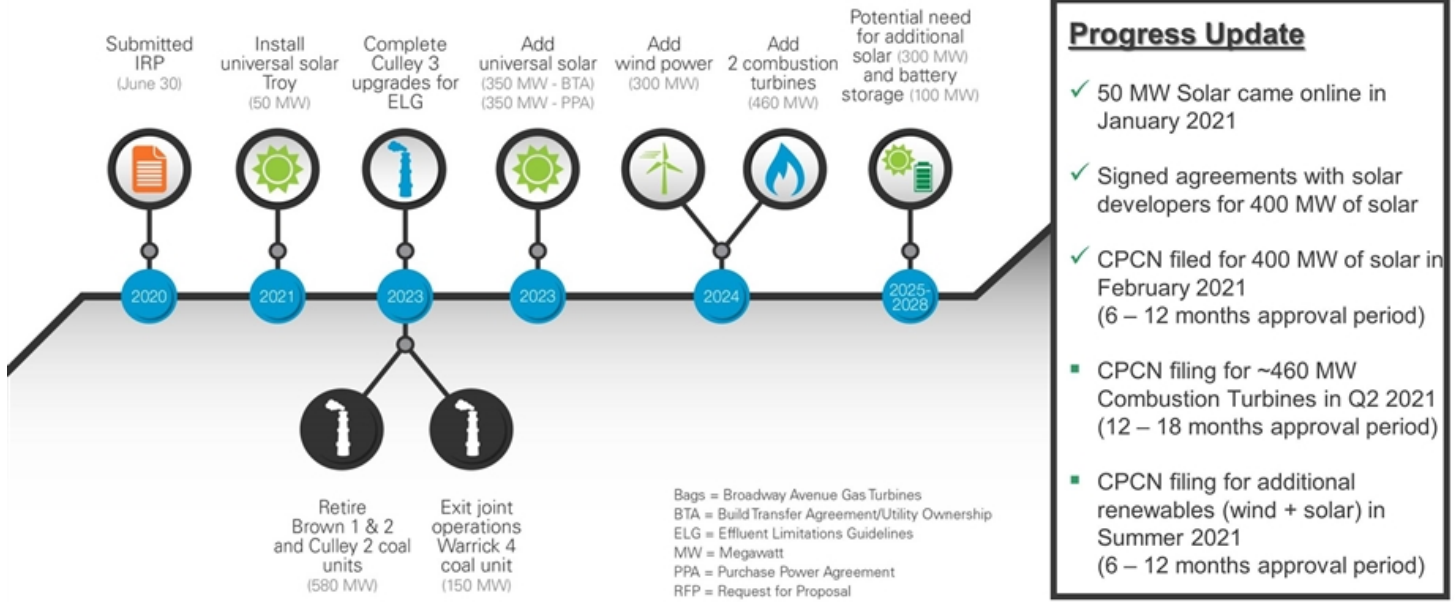 Submitted
IRP
(June 30)
Install
universal solar
Troy
(50 MW)
Complete
Culley 3
upgrades for
ELG
Add
universal solar
(350 MW - BTA)
(350 MW - PPA)
Add
wind power
(300 MW)
Add
2 combustion
turbines
(460 MW)
Potential need
for additional
solar (300 MW)
and battery
storage (100 MW)
2020
2021
2023
2023
2024
2025-
2028
Retire
Brown 1 & 2
and Culley 2 coal
units
(580 MW)
Exit joint
operations
Warrick 4
coal unit
(150 MW)
Bags = Broadway Avenue Gas Turbines
BTA = Build Transfer Agreement/Utility Ownership
ELG = Effluent Limitations Guidelines
MW = Megawatt
PPA = Purchase Power Agreement
RFP = Request for Proposal
Progress Update
✓ 50 MW Solar came online in
January 2021
✓ Signed agreements with solar
developers for 400 MW of solar
✓ CPCN filed for 400 MW of solar in
February 2021
(6 – 12 months approval period)
▪ CPCN filing for ~460 MW
Combustion Turbines in Q2 2021
(12 – 18 months approval period)
▪ CPCN filing for additional
renewables (wind + solar) in
Summer 2021
(6 – 12 months approval period)